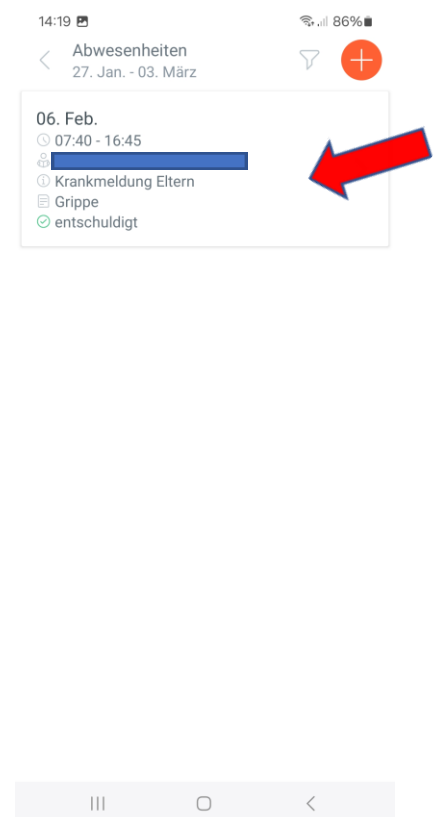 14:19 86%
Abwesenheiten
27. Jan. - 03. März
06. Feb.
07:40 - 16:45
Krankmeldung Eltern
Grippe
entschuldigt